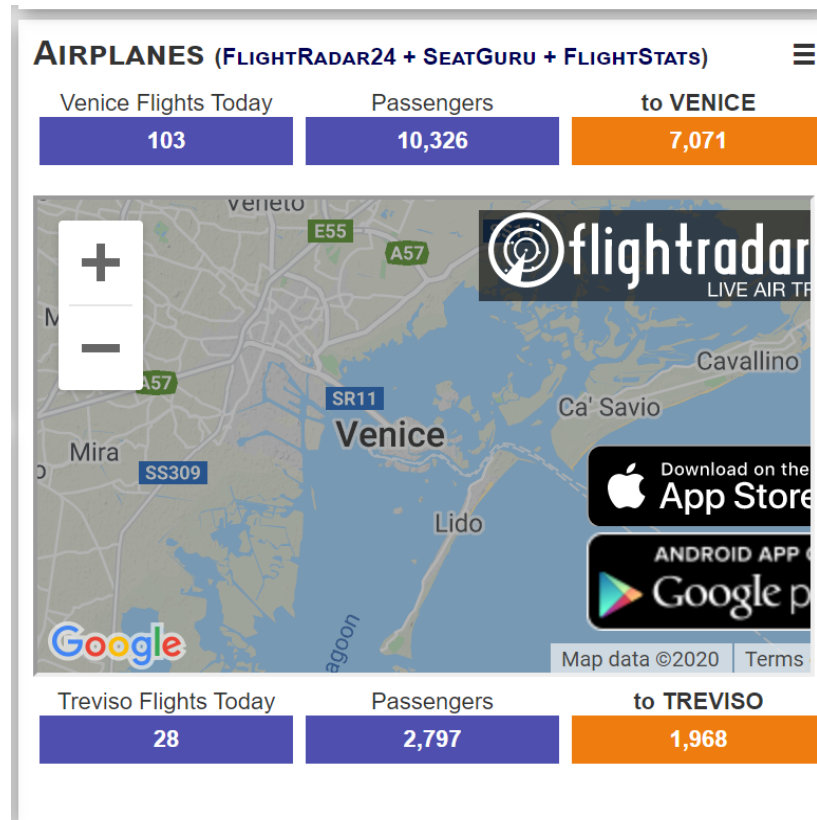 AIRPLANES (FLIGHTRADAR24 + SEATGURU + FLIGHTSTATS)
Venice Flights Today Passengers to VENICE
103 10,326 7,071
Veneto
E55
A57
flightradar
LIVE AIR TR
M
A57
Cavallino
SR11
Ca' Savio
Venice
Mira
SS309
Download on the
App Store
Lido
ANDROID APP
Google p
Google
agoon
Map data ©2020 Terms
Treviso Flights Today Passengers to TREVISO
28 2,797 1,968